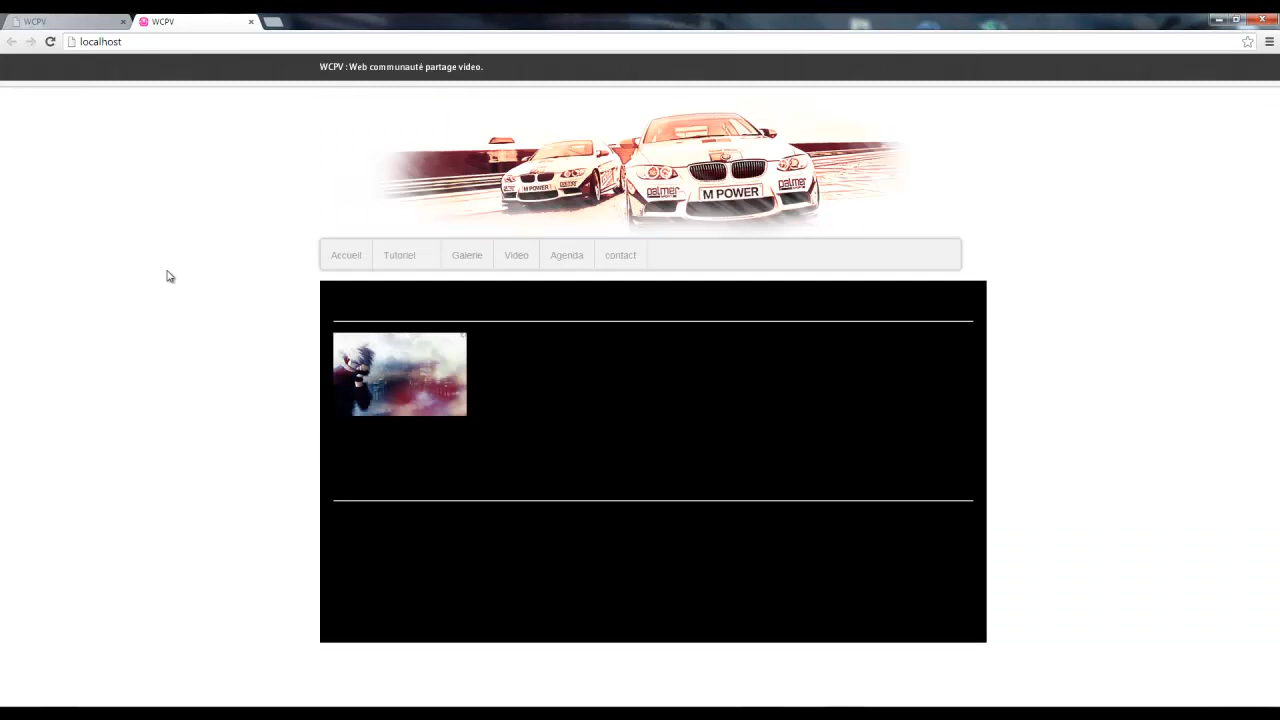 WCPV
WCPV
localhost
WCPV : Web communauté partage video.
palmer
M POWER
palmer
M POWER
Accueil
Tutoriel
Galerie
Video
Agenda
contact